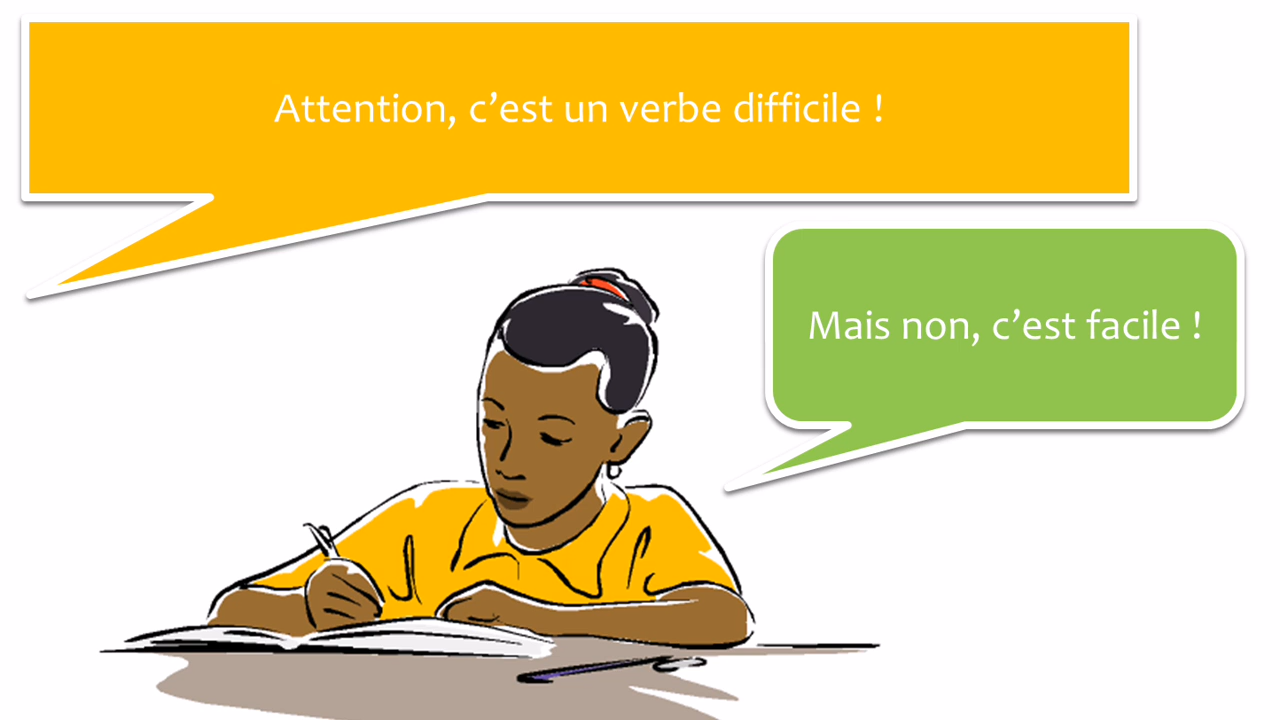 Attention, c’est un verbe difficile !
Mais non, c’est facile !